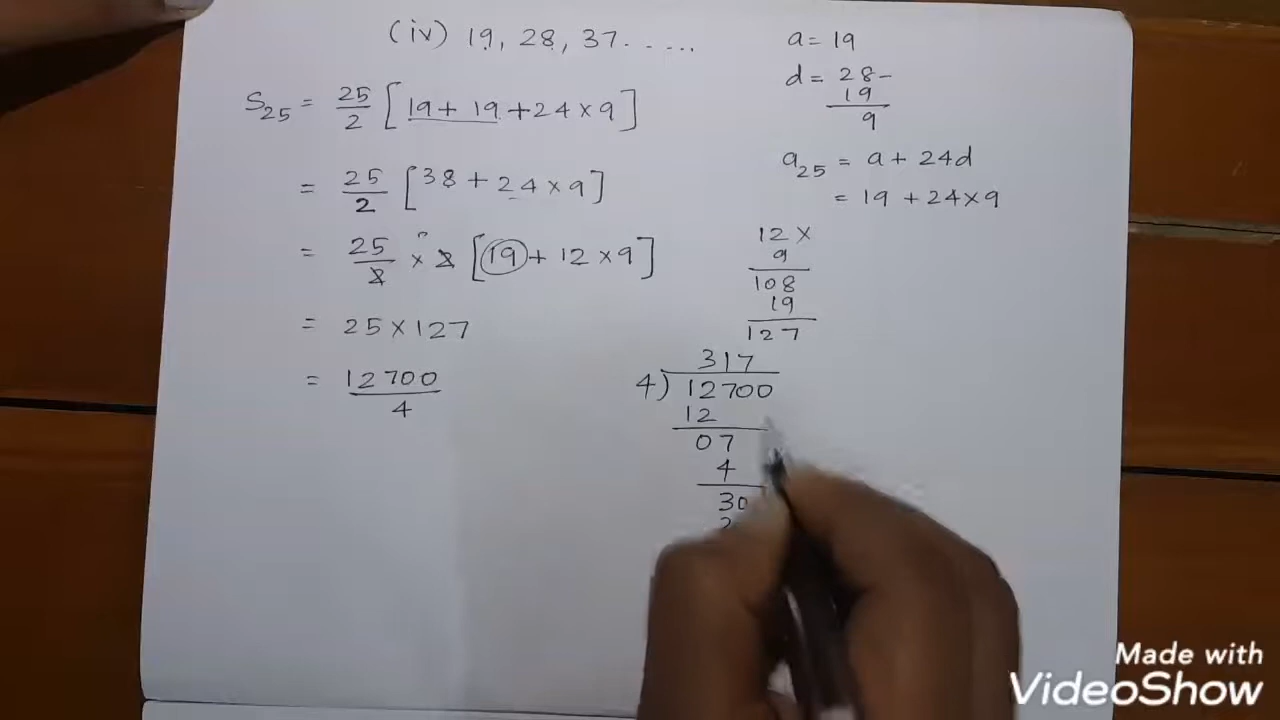 (iv) 19, 28, 37. . . . . .
S25 = 25/2 [19 + 19 + 24 × 9]
= 25/2 [38 + 24 × 9]
= 25/2 × 2 [19 + 12 × 9]
= 25 × 127
= 12700/4
a = 19
d = 28 -
19
9
a25 = a + 24d
= 19 + 24 × 9
12 ×
9
108
19
127
317
4) 12700
12
07
4
30
Made with
VideoShow